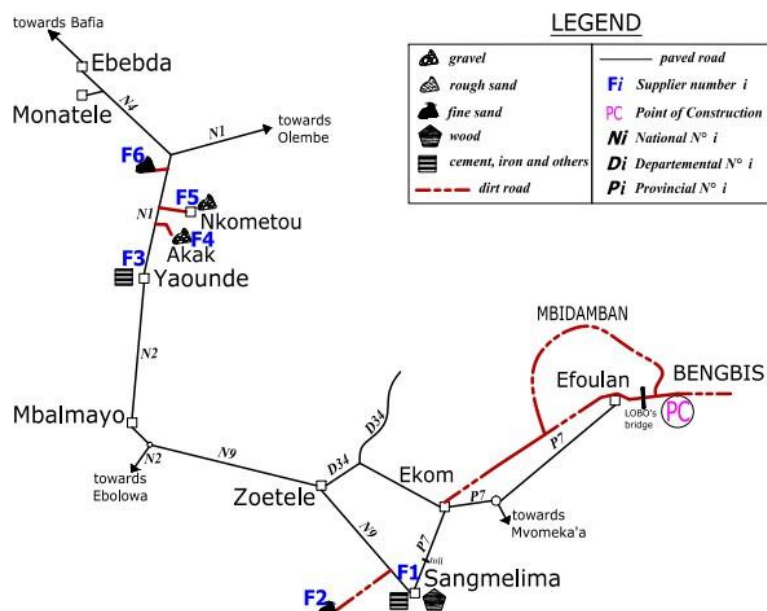 towards
Bafia
Ebebda
Monatele
N4
N1
towards
Olembe
F6
N1
F5
Nkometou
F4
Akak
F3
Yaounde
N2
Mbalmayo
N2
towards
Ebolowa
N9
Zoetele
D34
D34
Ekom
N9
P7
toll
F1
Sangmelima
F2
P7
towards
Mvomeka'a
P7
MBIDAMBAN
Efoulan
LOBO's
bridge
BENGBIS
PC
LEGEND
gravel
rough sand
fine sand
wood
cement, iron and others
dirt road
paved road
Fi Supplier number i
PC Point of Construction
Ni National N° i
Di Departemental N° i
Pi Provincial N° i